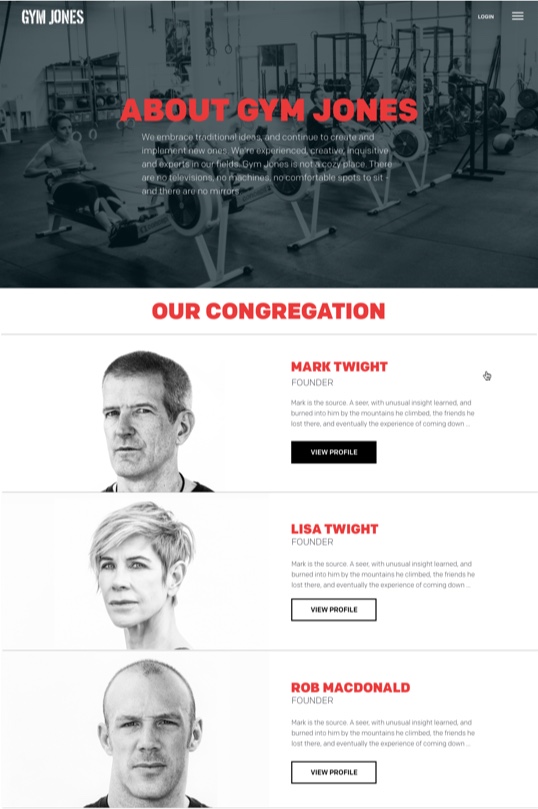 GYM JONES
LOGIN
ABOUT GYM JONES
We embrace traditional ideas, and continue to create and
implement new ones. We're experienced, creative, inquisitive
and experts in our fields. Gym Jones is not a cozy place. There
are no televisions, no machines, no comfortable spots to sit -
and there are no mirrors.
OUR CONGREGATION
MARK TWIGHT
FOUNDER
Mark is the source. A seer, with unusual insight learned, and
burned into him by the mountains he climbed, the friends he
lost there, and eventually the experience of coming down ...
VIEW PROFILE
LISA TWIGHT
FOUNDER
Mark is the source. A seer, with unusual insight learned, and
burned into him by the mountains he climbed, the friends he
lost there, and eventually the experience of coming down ...
VIEW PROFILE
ROB MACDONALD
FOUNDER
Mark is the source. A seer, with unusual insight learned, and
burned into him by the mountains he climbed, the friends he
lost there, and eventually the experience of coming down ...
VIEW PROFILE